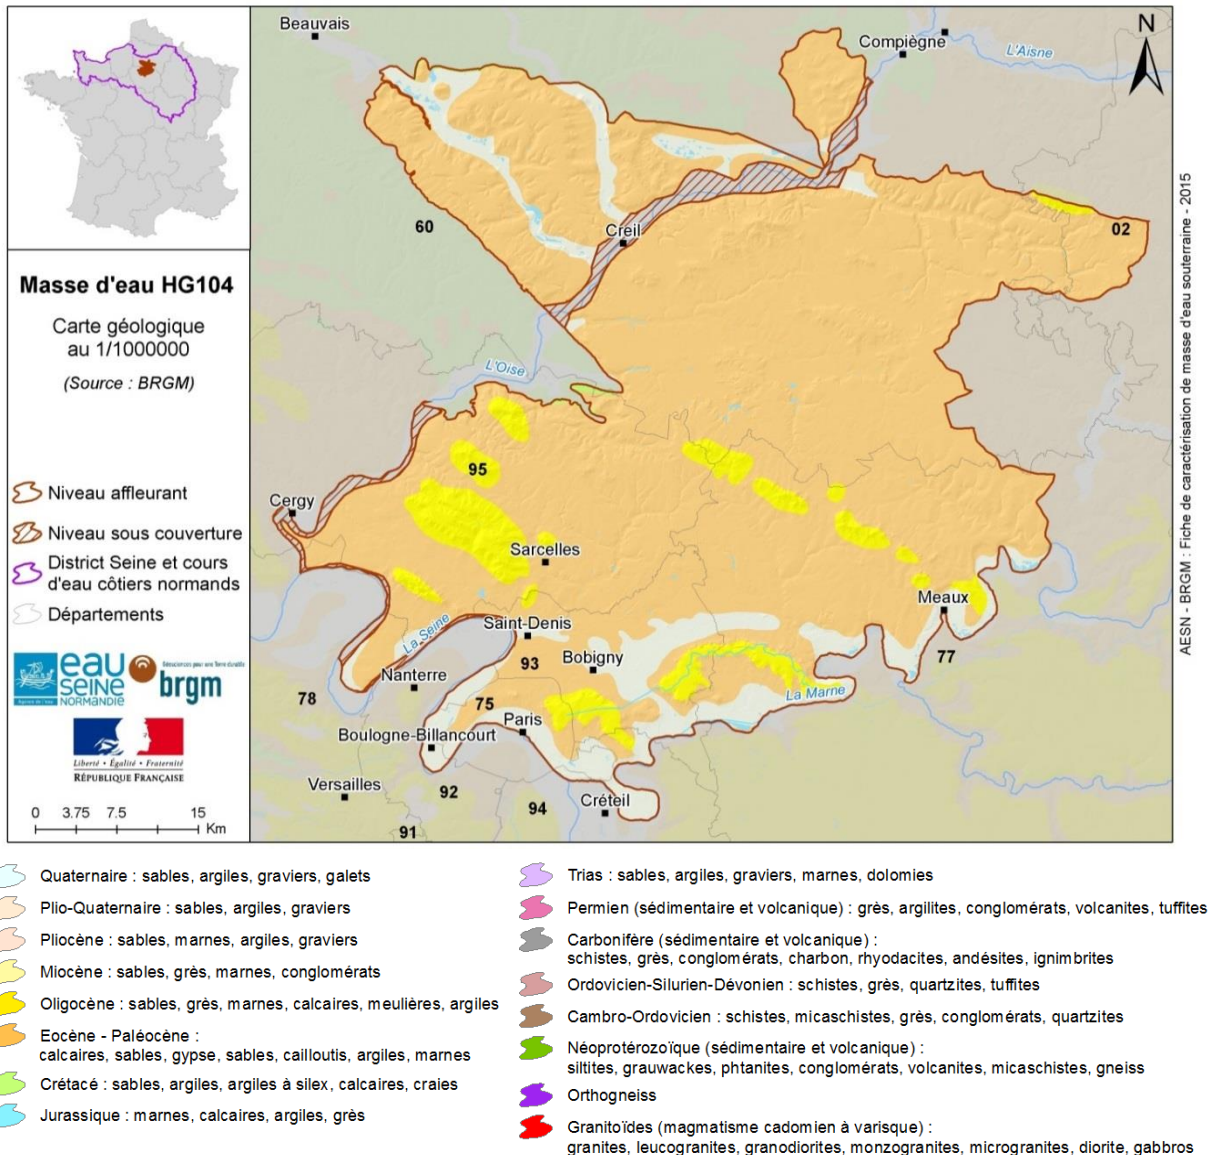 Beauvais
Compiègne
L'Aisne
N
60
Creil
02
Masse d'eau HG104
Carte géologique
au 1/1000000
(Source : BRGM)
L'Oise
95
Cergy
Sarcelles
Niveau affleurant
Niveau sous couverture
District Seine et cours
d'eau côtiers normands
Départements
Meaux
La Seine
Saint-Denis
93
Bobigny
77
Nanterre
La Marne
78
75
Paris
Boulogne-Billancourt
Versailles
92
94
Créteil
91
eau
SEINE
NORMANDIE
Agence de l'eau
Géosciences pour une Terre durable
brgm
Liberté • Égalité • Fraternité
RÉPUBLIQUE FRANÇAISE
0 3.75 7.5 15
Km
AESN - BRGM : Fiche de caractérisation de masse d'eau souterraine - 2015
Quaternaire : sables, argiles, graviers, galets
Plio-Quaternaire : sables, argiles, graviers
Pliocène : sables, marnes, argiles, graviers
Miocène : sables, grès, marnes, conglomérats
Oligocène : sables, grès, marnes, calcaires, meulières, argiles
Eocène - Paléocène :
calcaires, sables, gypse, sables, cailloutis, argiles, marnes
Crétacé : sables, argiles, argiles à silex, calcaires, craies
Jurassique : marnes, calcaires, argiles, grès
Trias : sables, argiles, graviers, marnes, dolomies
Permien (sédimentaire et volcanique) : grès, argilites, conglomérats, volcanites, tuffites
Carbonifère (sédimentaire et volcanique) :
schistes, grès, conglomérats, charbon, rhyodacites, andésites, ignimbrites
Ordovicien-Silurien-Dévonien : schistes, grès, quartzites, tuffites
Cambro-Ordovicien : schistes, micaschistes, grès, conglomérats, quartzites
Néoprotérozoïque (sédimentaire et volcanique) :
siltites, grauwackes, phtanites, conglomérats, volcanites, micaschistes, gneiss
Orthogneiss
Granitoïdes (magmatisme cadomien à varisque) :
granites, leucogranites, granodiorites, monzogranites, microgranites, diorite, gabbros